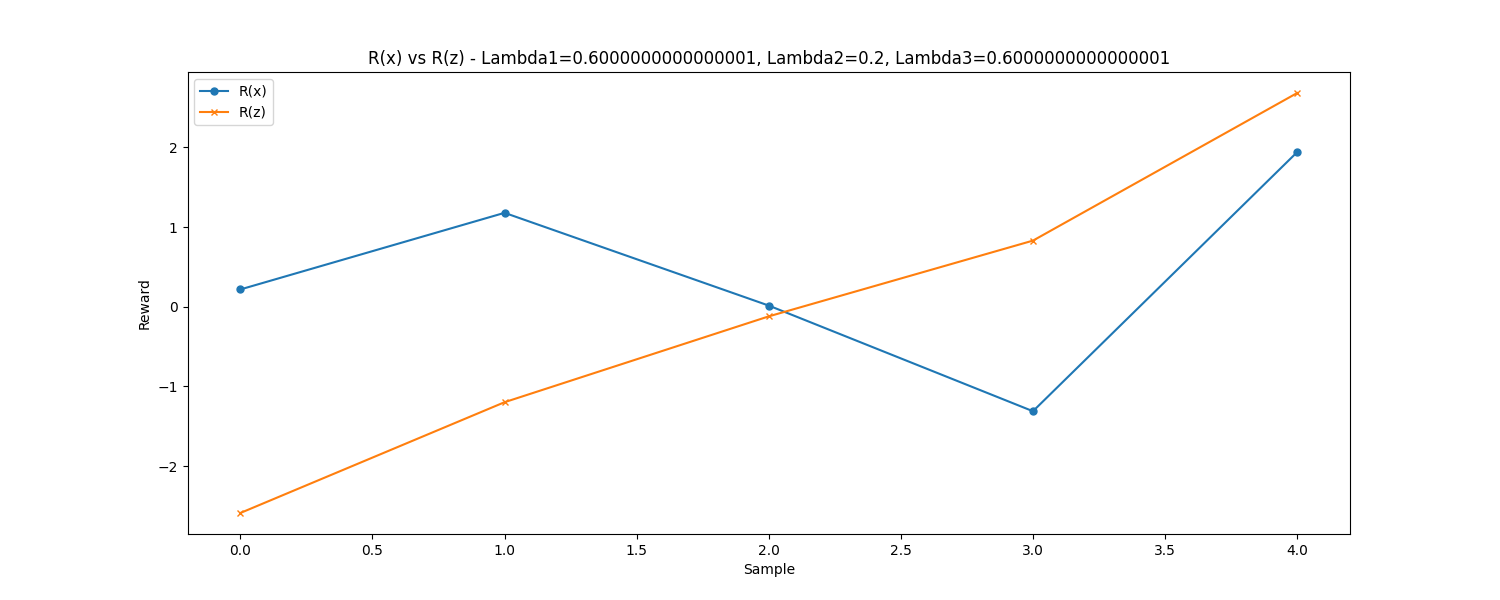 R(x) vs R(z) - Lambda1=0.6000000000000001, Lambda2=0.2, Lambda3=0.6000000000000001
R(x)
R(z)
2
1
0
−1
−2
Reward
0.0 0.5 1.0 1.5 2.0 2.5 3.0 3.5 4.0
Sample